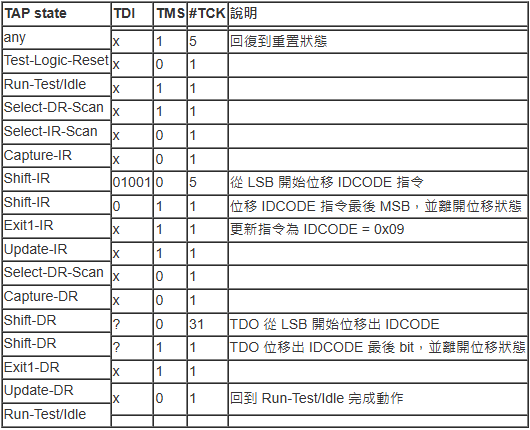 TAP state TDI TMS #TCK 說明
any x 1 5 回復到重置狀態
Test-Logic-Reset x 0 1
Run-Test/Idle x 1 1
Select-DR-Scan x 1 1
Select-IR-Scan x 0 1
Capture-IR x 0 1
Shift-IR 01001 0 5 從 LSB 開始位移 IDCODE 指令
Shift-IR 0 1 1 位移 IDCODE 指令最後 MSB，並離開位移狀態
Exit1-IR x 1 1 更新指令為 IDCODE = 0x09
Update-IR x 1 1
Select-DR-Scan x 0 1
Capture-DR x 0 1
Shift-DR ? 0 31 TDO 從 LSB 開始位移出 IDCODE
Shift-DR ? 1 1 TDO 位移出 IDCODE 最後 bit，並離開位移狀態
Exit1-DR x 1 1
Update-DR x 0 1 回到 Run-Test/Idle 完成動作
Run-Test/Idle